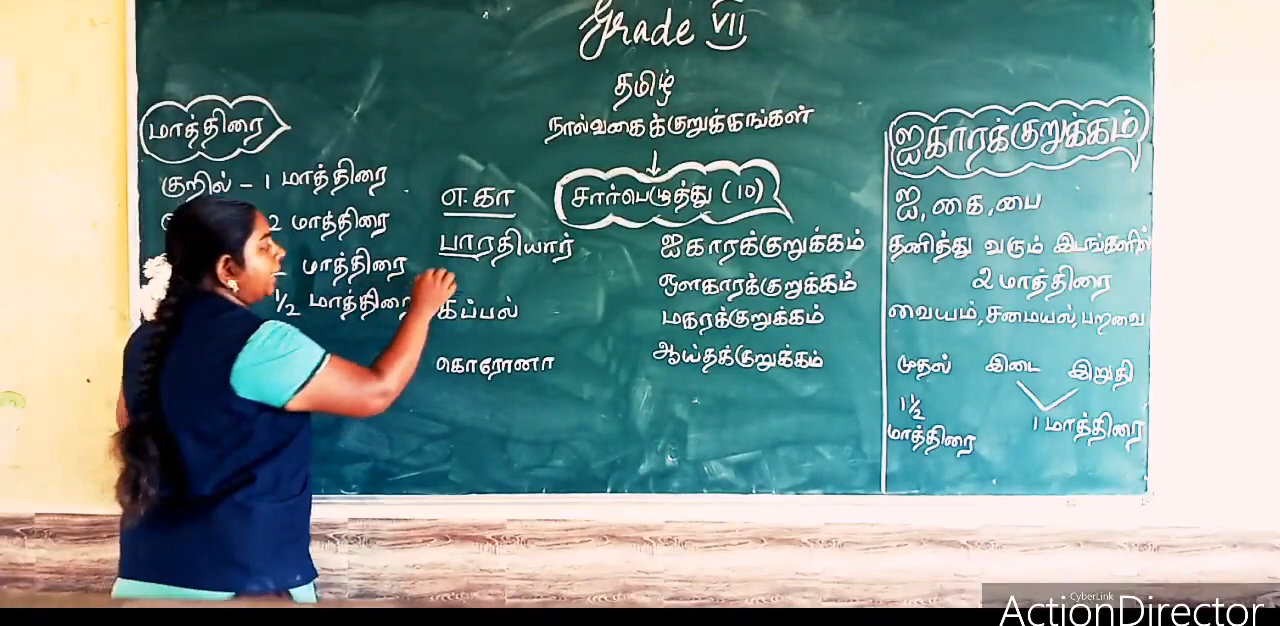 Grade VII
தமிழ்
நால்வகைக்குறுக்கங்கள்
மாத்திரை
குறில் - 1 மாத்திரை
2 மாத்திரை
மாத்திரை
1/2 மாத்திரை
எ.கா
பாரதியார்
கப்பல்
கொரோனா
சார்பெழுத்து (10)
ஐகாரக்குறுக்கம்
ஔகாரக்குறுக்கம்
மகரக்குறுக்கம்
ஆய்தக்குறுக்கம்
ஐகாரக்குறுக்கம்
ஐ, கை, பை
தனித்து வரும் இடங்களில்
2 மாத்திரை
வையம், சமையல், பறவை
முதல் இடை இறுதி
1 1/2 மாத்திரை
1 மாத்திரை
CyberLink
ActionDirector